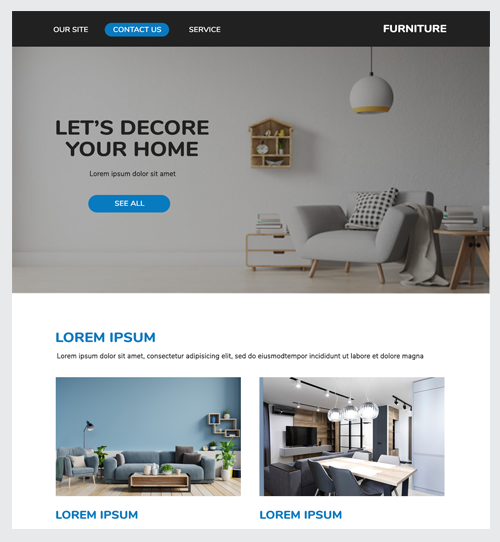 OUR SITE
CONTACT US
SERVICE
FURNITURE
LET'S DECORE
YOUR HOME
Lorem ipsum dolor sit amet
SEE ALL
LOREM IPSUM
Lorem ipsum dolor sit amet, consectetur adipisicing elit, sed do eiusmodtempor incididunt ut labore et dolore magna
LOREM IPSUM
LOREM IPSUM